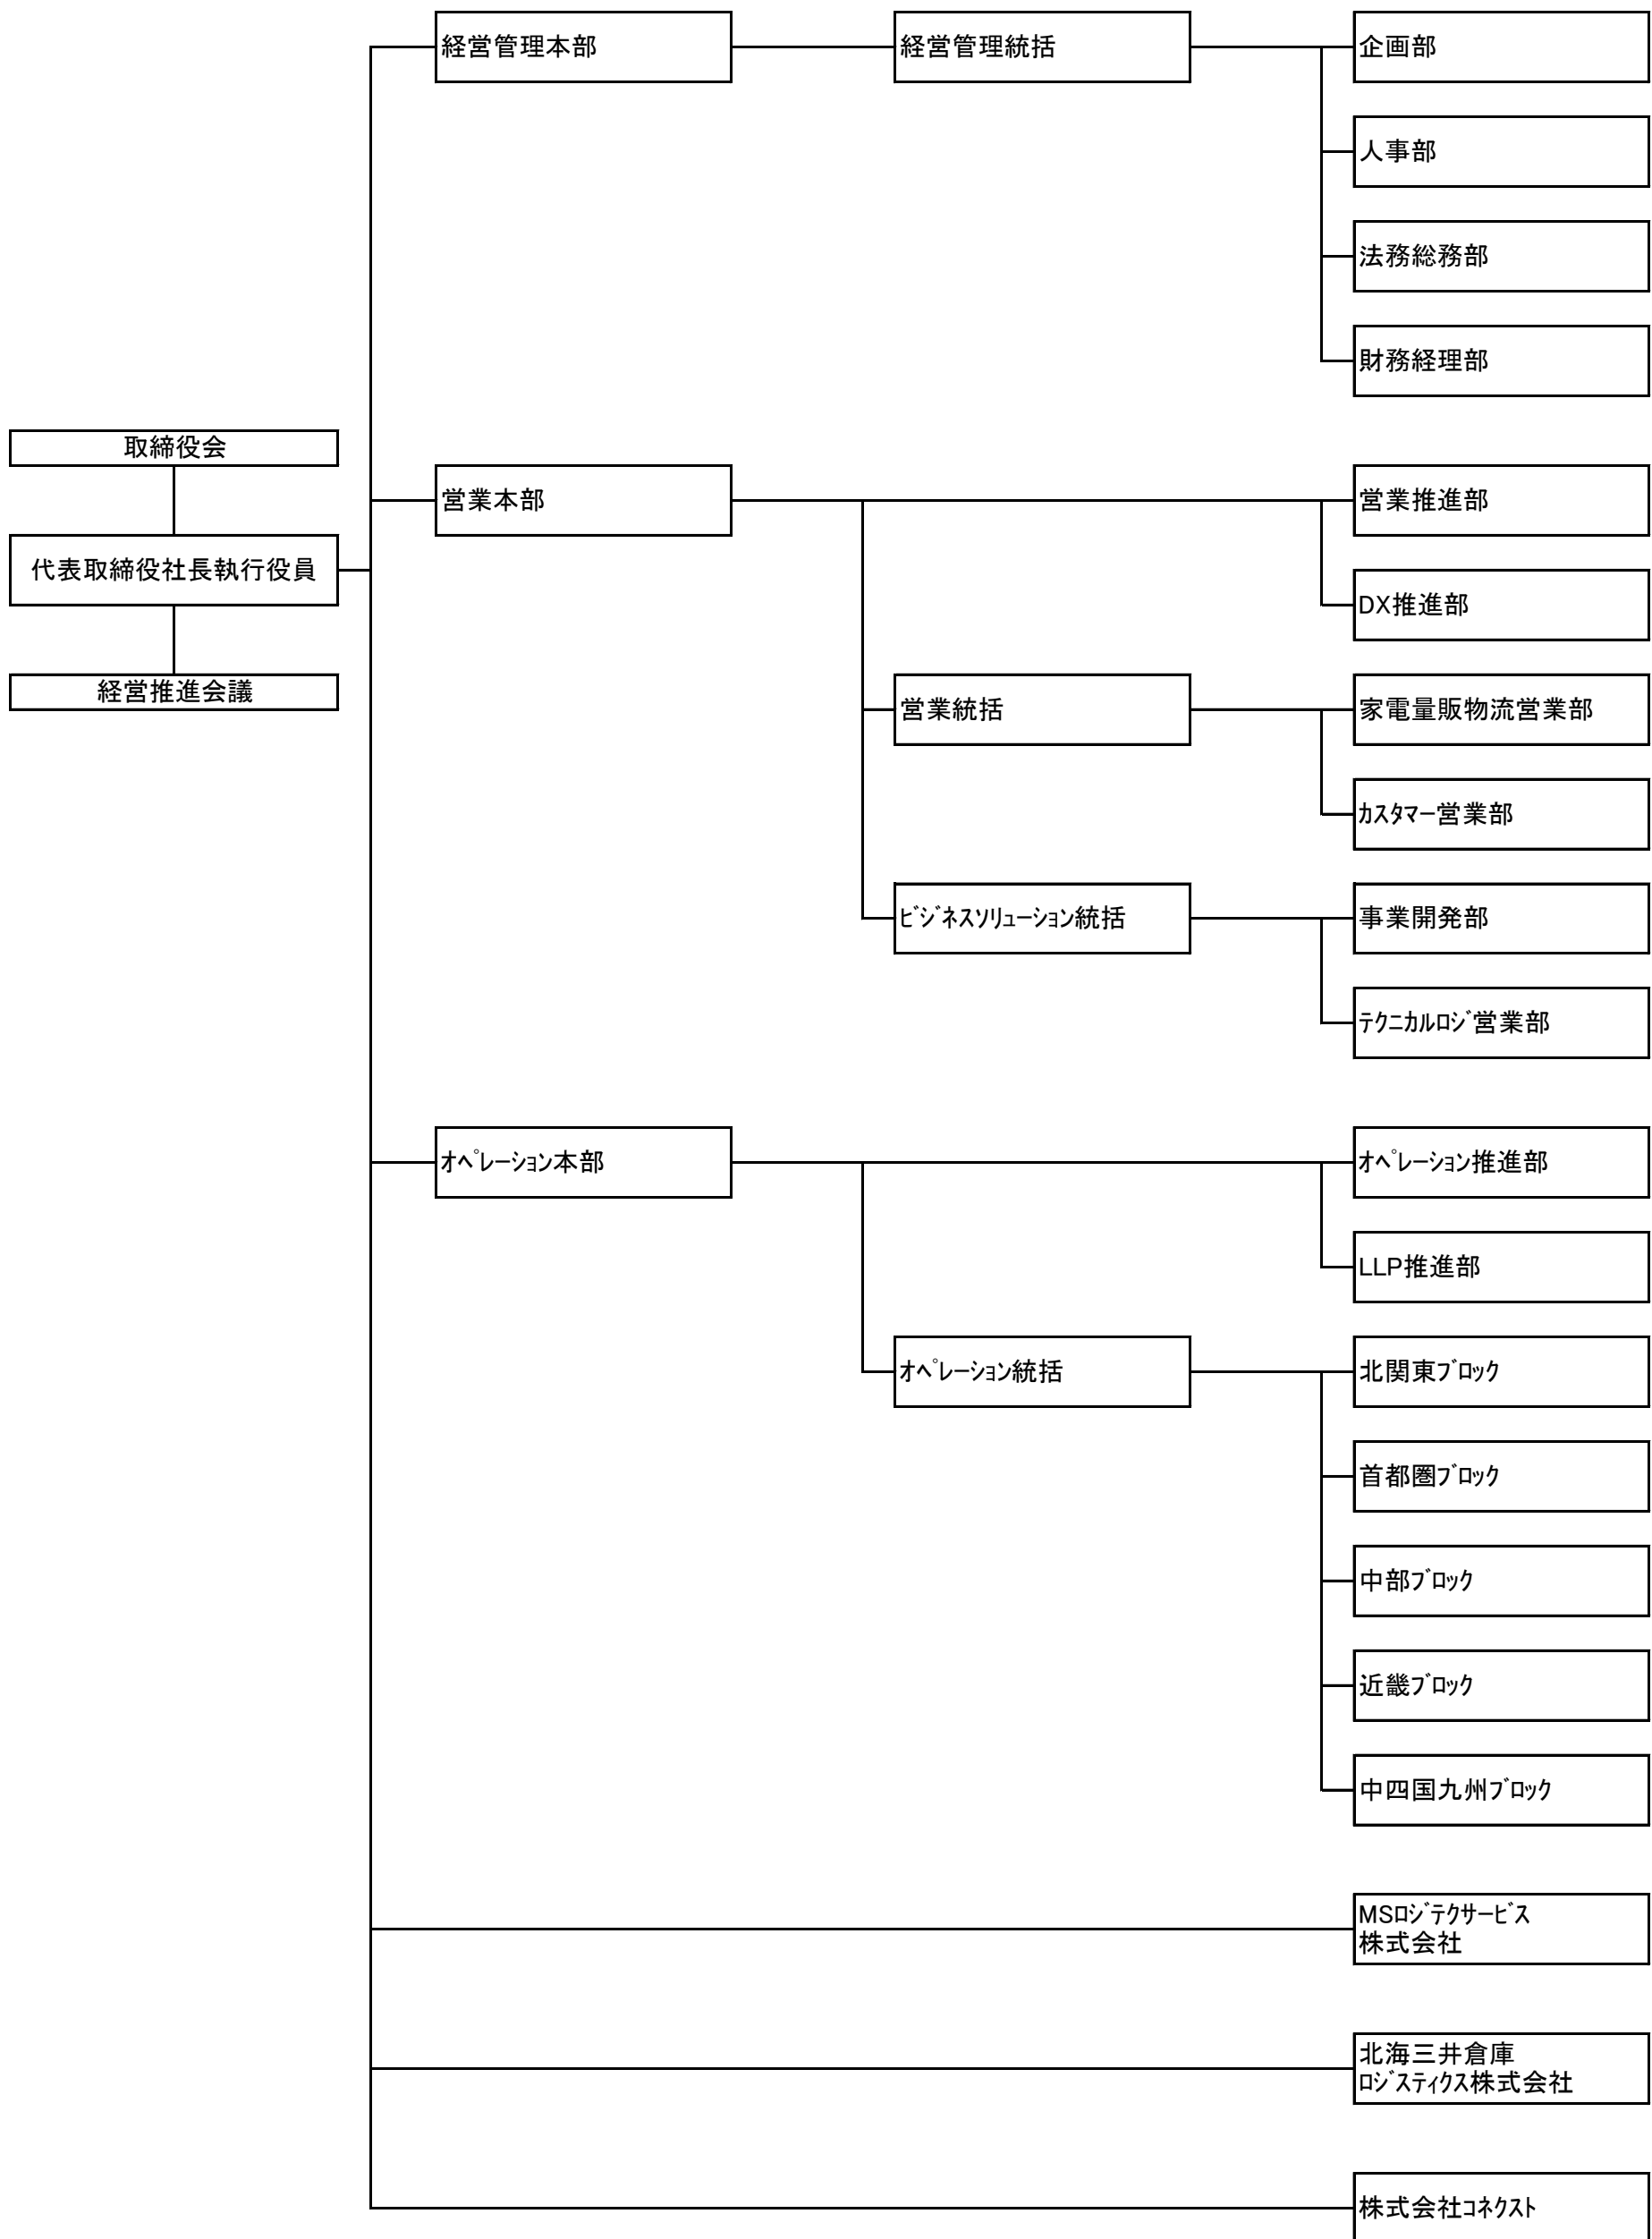 経営管理本部
経営管理統括
企画部
人事部
法務総務部
財務経理部
取締役会
代表取締役社長執行役員
経営推進会議
営業本部
営業推進部
DX推進部
営業統括
家電量販物流営業部
ｶｽﾀﾏｰ営業部
ﾋﾞｼﾞﾈｽｿﾘｭｰｼｮﾝ統括
事業開発部
ﾃｸﾆｶﾙﾛｼﾞ営業部
ｵﾍﾟﾚｰｼｮﾝ本部
ｵﾍﾟﾚｰｼｮﾝ推進部
LLP推進部
ｵﾍﾟﾚｰｼｮﾝ統括
北関東ﾌﾞﾛｯｸ
首都圏ﾌﾞﾛｯｸ
中部ﾌﾞﾛｯｸ
近畿ﾌﾞﾛｯｸ
中四国九州ﾌﾞﾛｯｸ
MSﾛｼﾞﾃｸｻｰﾋﾞｽ
株式会社
北海三井倉庫
ﾛｼﾞｽﾃｨｸｽ株式会社
株式会社ｺﾈｸｽﾄ